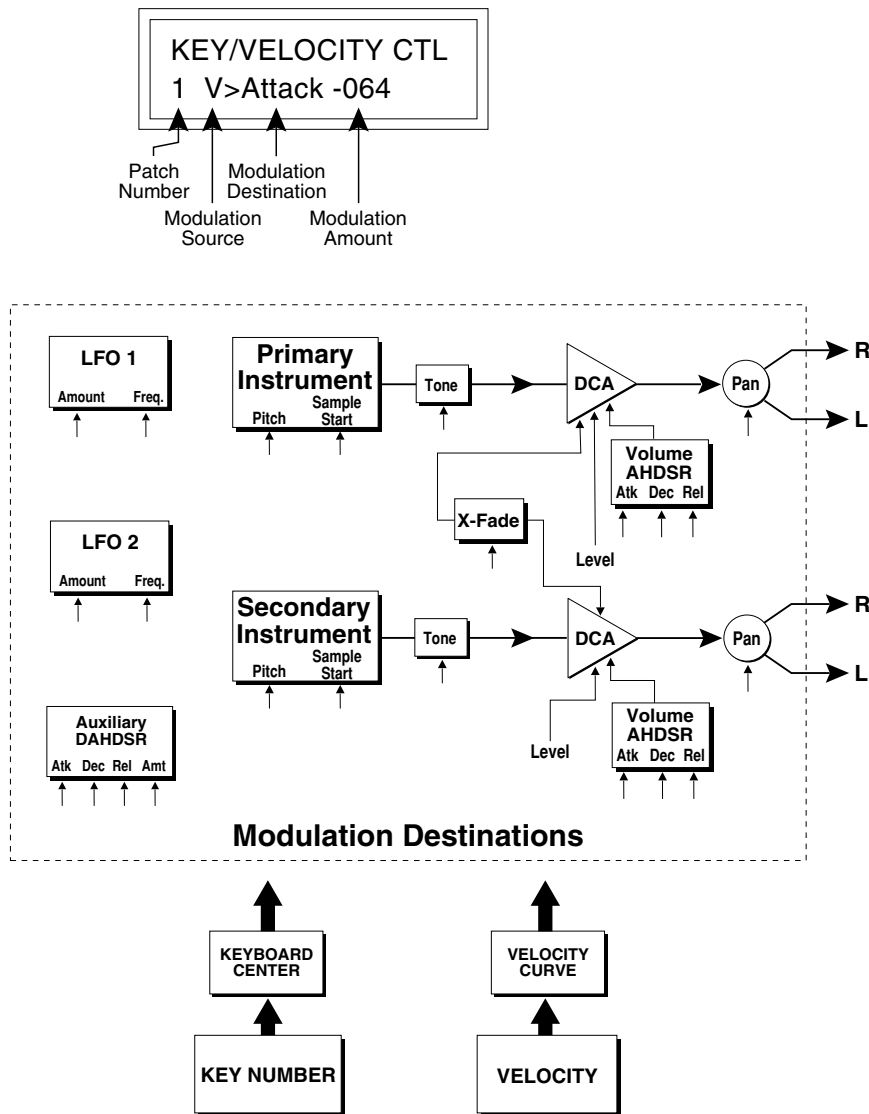 KEY/VELOCITY CTL
1 V>Attack -064
Patch
Number
Modulation
Destination
Modulation
Source
Modulation
Amount
LFO 1
Amount Freq.
Primary
Instrument
Pitch
Sample
Start
Tone
DCA
Pan
R
L
Volume
AHDSR
Atk Dec Rel
X-Fade
Level
LFO 2
Amount Freq.
Secondary
Instrument
Pitch
Sample
Start
Tone
DCA
Pan
R
L
Volume
AHDSR
Atk Dec Rel
Level
Auxiliary
DAHDSR
Atk Dec Rel Amt
Modulation Destinations
KEYBOARD
CENTER
VELOCITY
CURVE
KEY NUMBER
VELOCITY